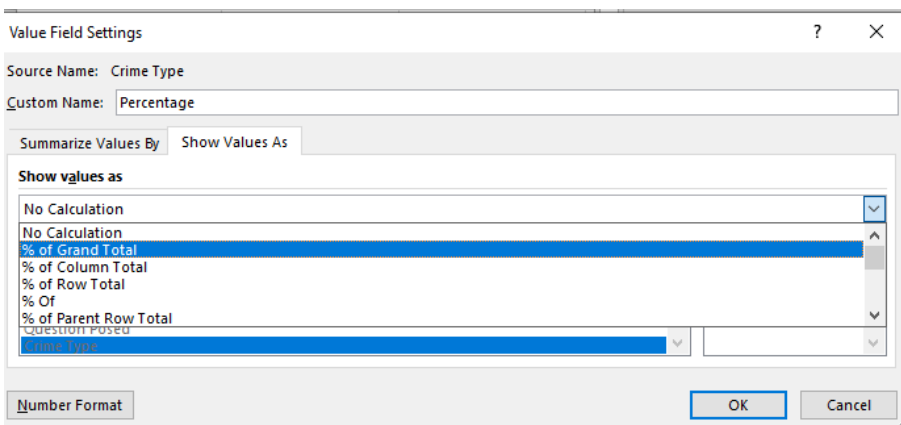 Value Field Settings ? ×
Source Name: Crime Type
Custom Name: Percentage
Summarize Values By Show Values As
Show values as
No Calculation
No Calculation
% of Grand Total
% of Column Total
% of Row Total
% Of
% of Parent Row Total
Question Posed
Crime Type
Number Format OK Cancel